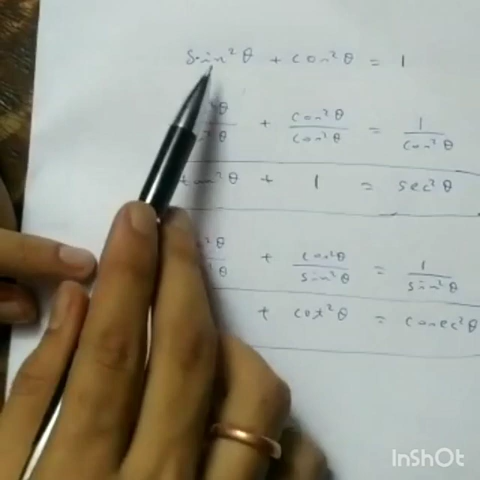 sin²θ + cos²θ = 1
+ cos²θ/cos²θ = 1/cos²θ
tan²θ + 1 = sec²θ
+ cos²θ/sin²θ = 1/sin²θ
+ cot²θ = cosec²θ
InShOt